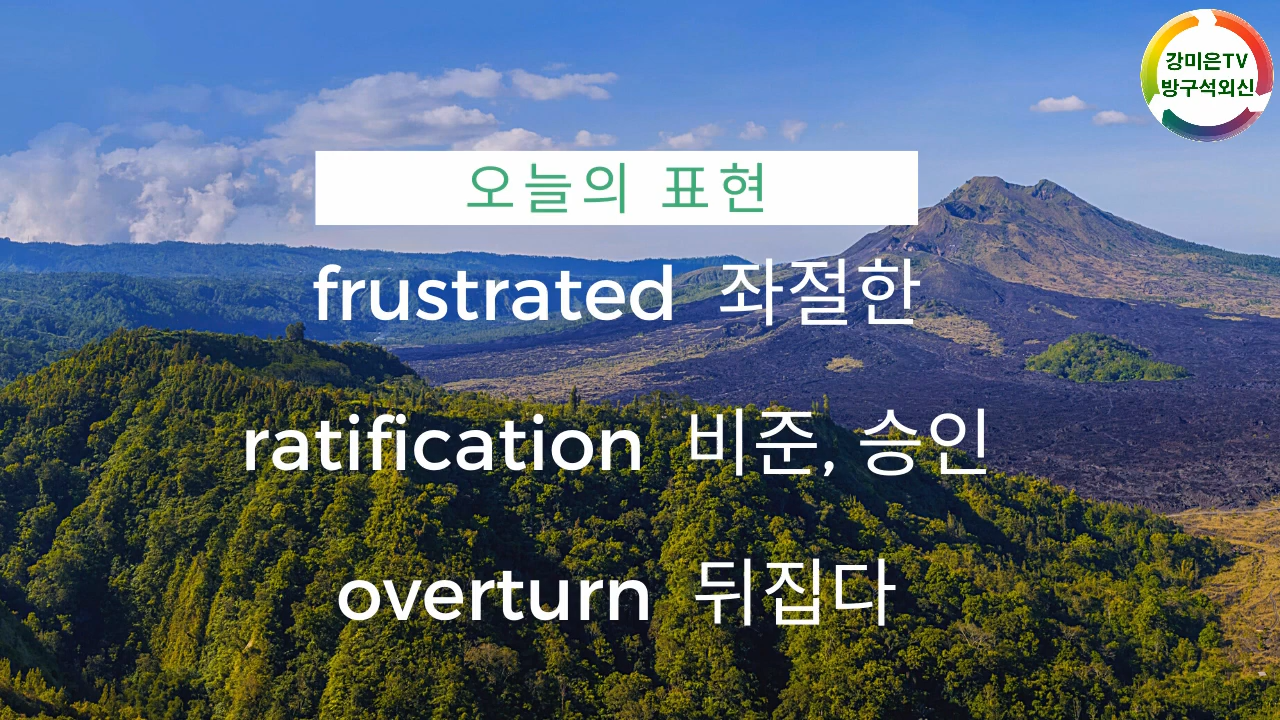 강미은TV
방구석외신
오늘의 표현
frustrated 좌절한
ratification 비준, 승인
overturn 뒤집다